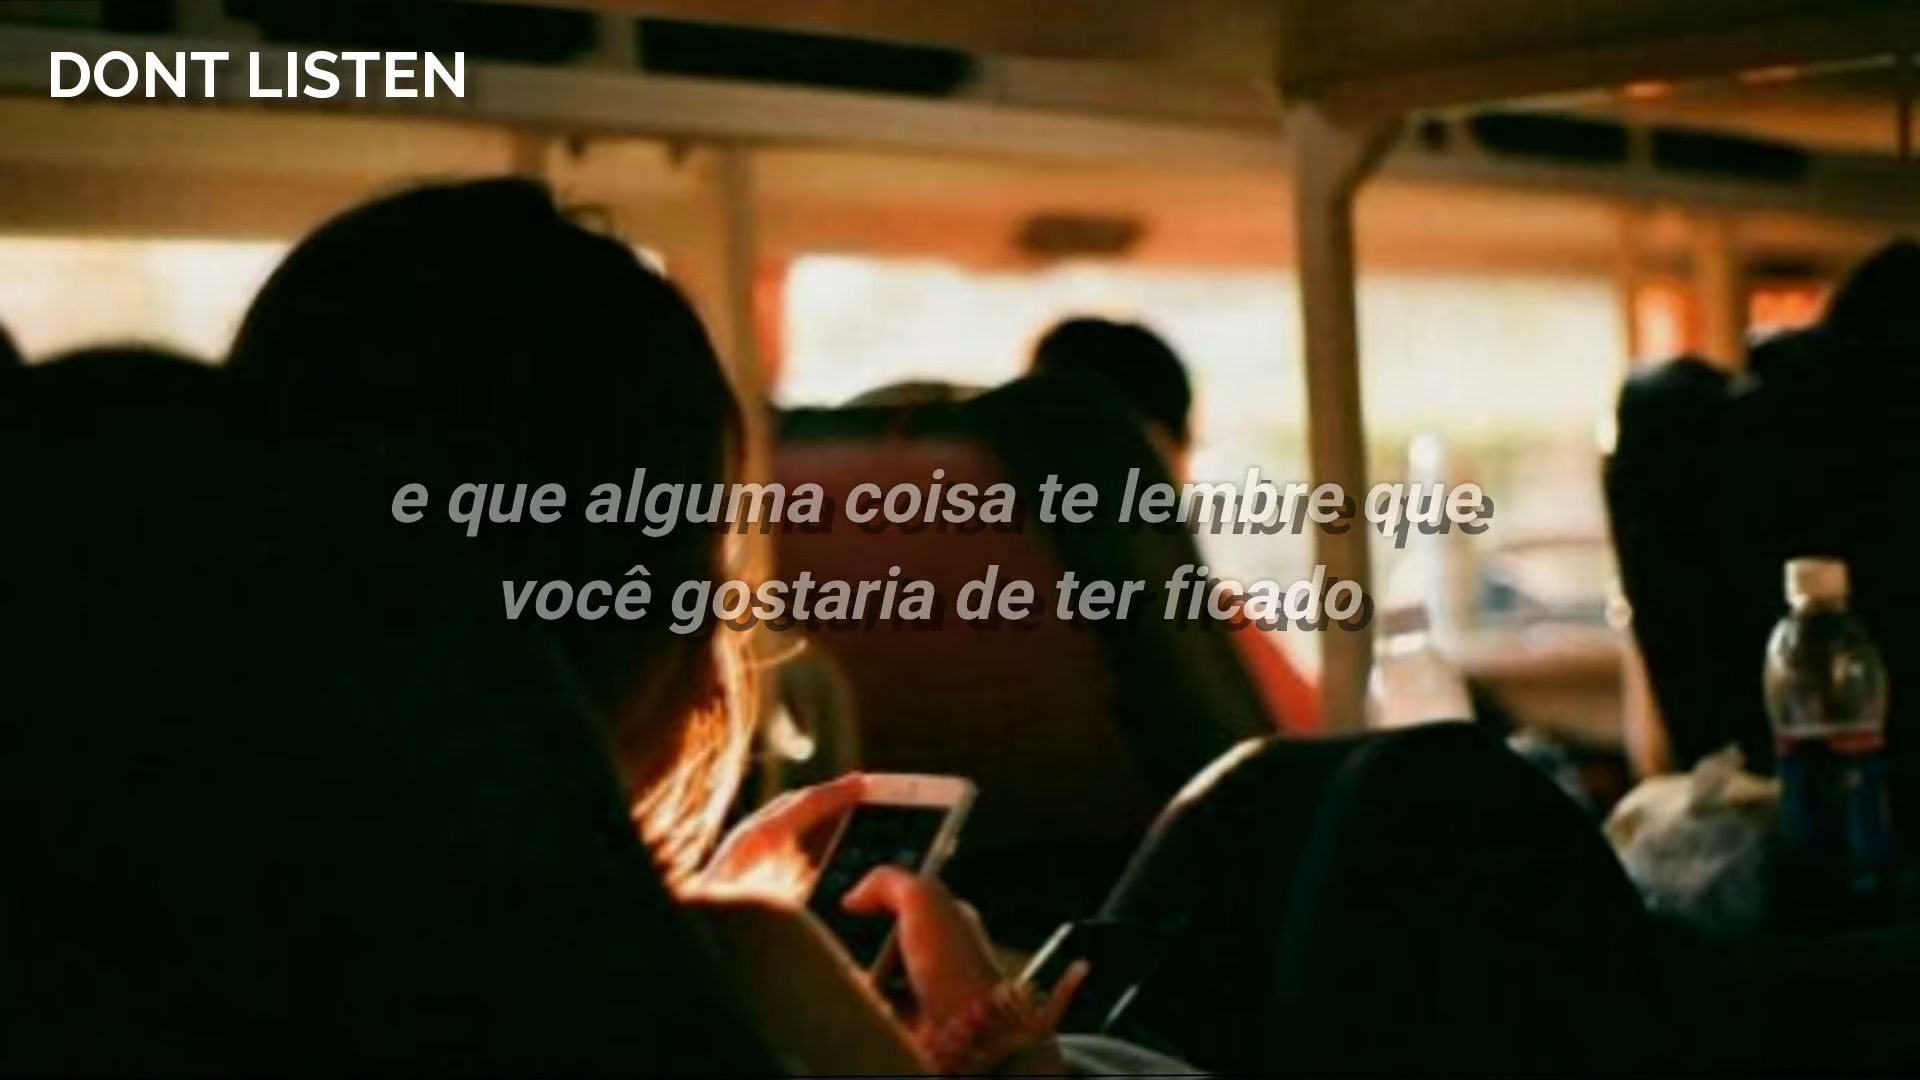 DONT LISTEN
e que alguma coisa te lembre que
você gostaria de ter ficado